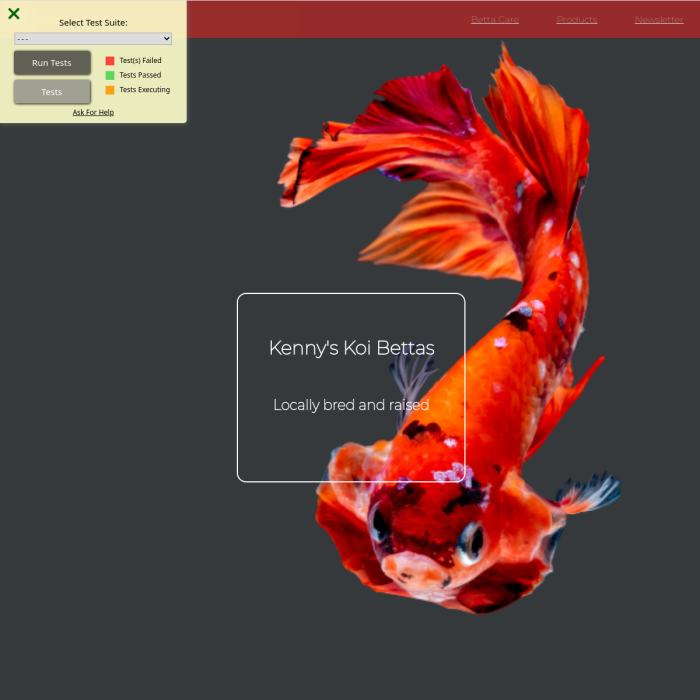 Betta Care Products Newsletter
Select Test Suite:
---
Run Tests
Tests
Test(s) Failed
Tests Passed
Tests Executing
Ask For Help
Kenny's Koi Bettas
Locally bred and raised